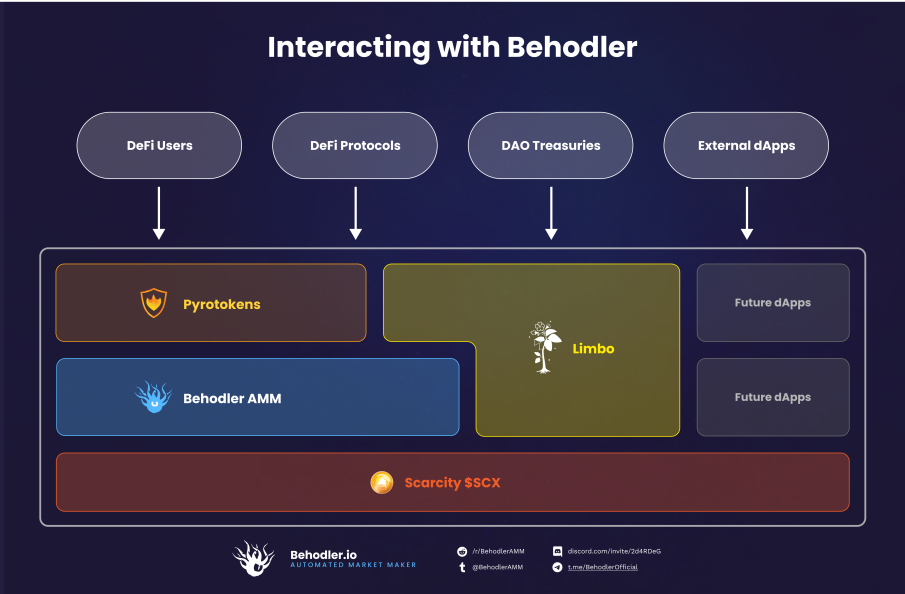 Interacting with Behodler
DeFi Users
DeFi Protocols
DAO Treasuries
External dApps
Pyrotokens
Limbo
Future dApps
Behodler AMM
Future dApps
Scarcity $SCX
Behodler.io
AUTOMATED MARKET MAKER
/r/BehodlerAMM
@BehodlerAMM
discord.com/invite/2d4RDeG
t.me/BehodlerOfficial